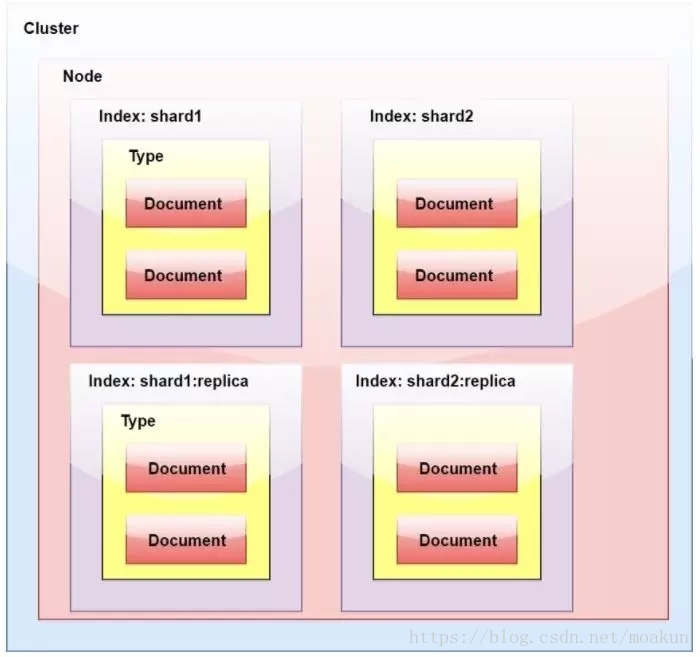 Cluster
Node
Index: shard1
Index: shard2
Type
Document
Document
Document
Document
Index: shard1:replica
Index: shard2:replica
Type
Document
Document
Document
Document
https://blog.csdn.net/moakun